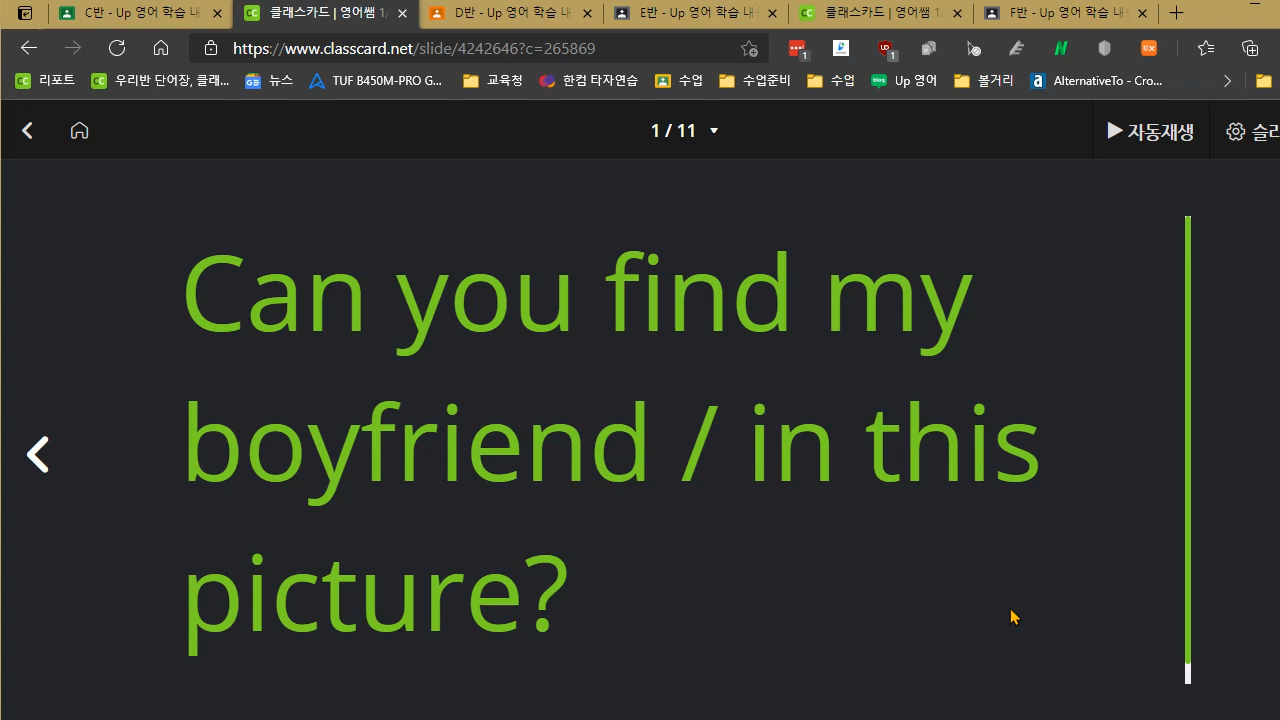 C반 - Up 영어 학습 내
클래스카드 | 영어쌤 1
D반 - Up 영어 학습 내
E반 - Up 영어 학습 내
클래스카드 | 영어쌤 1
F반 - Up 영어 학습 내
https://www.classcard.net/slide/4242646?c=265869
리포트 우리반 단어장, 클래... 뉴스 TUF B450M-PRO G... 교육청 한컴 타자연습 수업 수업준비 수업 Up 영어 볼거리 AlternativeTo - Cro...
1 / 11 자동재생 슬라
Can you find my
boyfriend / in this
picture?